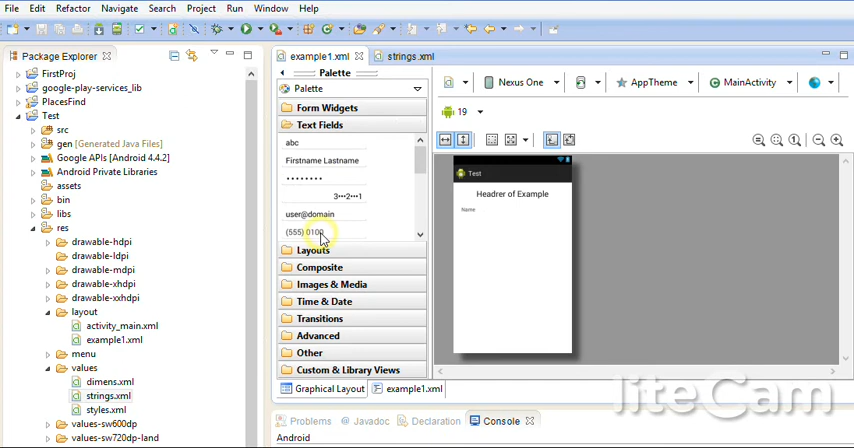 File Edit Refactor Navigate Search Project Run Window Help
Package Explorer
FirstProj
google-play-services_lib
PlacesFind
Test
src
gen [Generated Java Files]
Google APIs [Android 4.4.2]
Android Private Libraries
assets
bin
libs
res
drawable-hdpi
drawable-ldpi
drawable-mdpi
drawable-xhdpi
drawable-xxhdpi
layout
activity_main.xml
example1.xml
menu
values
dimens.xml
strings.xml
styles.xml
values-sw600dp
values-sw720dp-land
example1.xml strings.xml
Palette
Palette
Form Widgets
Text Fields
abc
Firstname Lastname
••••••••
3•••2•••1
user@domain
(555) 0100
Layouts
Composite
Images & Media
Time & Date
Transitions
Advanced
Other
Custom & Library Views
Graphical Layout example1.xml
Nexus One AppTheme MainActivity
19
Test
Headrer of Example
Name
Problems Javadoc Declaration Console
Android
liteCam